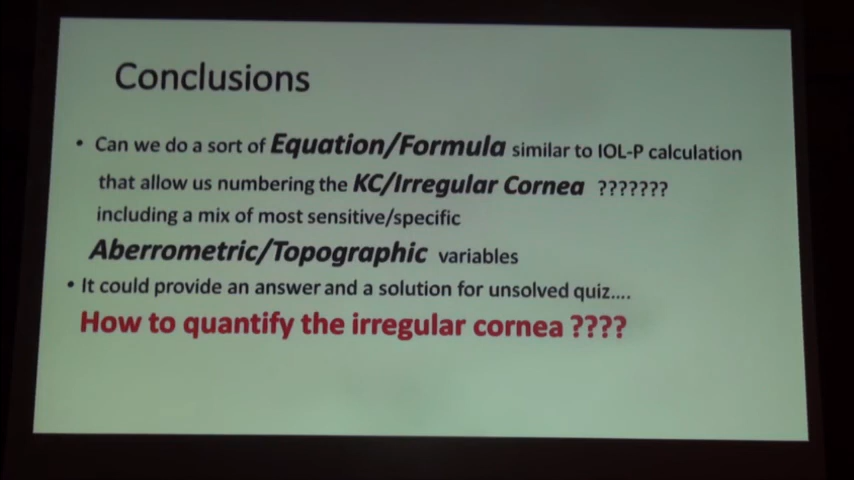 Conclusions
• Can we do a sort of Equation/Formula similar to IOL-P calculation
that allow us numbering the KC/Irregular Cornea ???????
including a mix of most sensitive/specific
Aberrometric/Topographic variables
• It could provide an answer and a solution for unsolved quiz....
How to quantify the irregular cornea ????